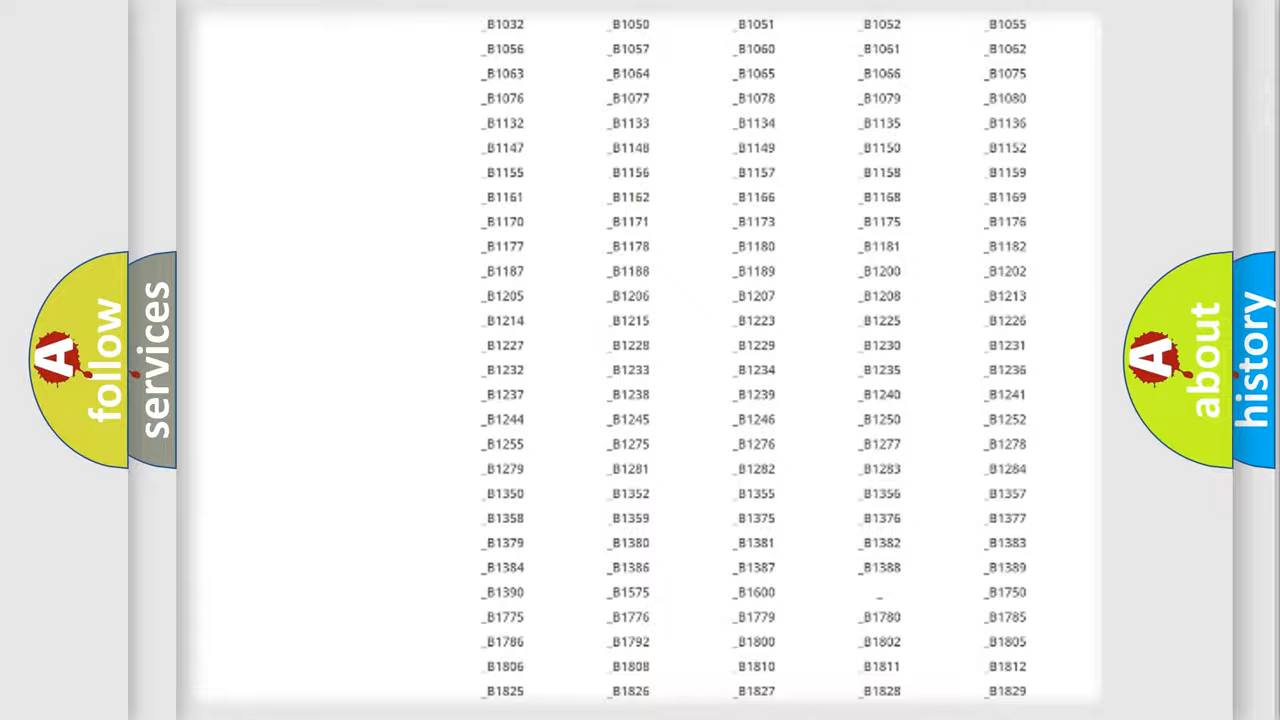 _B1032 _B1050 _B1051 _B1052 _B1055
_B1056 _B1057 _B1060 _B1061 _B1062
_B1063 _B1064 _B1065 _B1066 _B1075
_B1076 _B1077 _B1078 _B1079 _B1080
_B1132 _B1133 _B1134 _B1135 _B1136
_B1147 _B1148 _B1149 _B1150 _B1152
_B1155 _B1156 _B1157 _B1158 _B1159
_B1161 _B1162 _B1166 _B1168 _B1169
_B1170 _B1171 _B1173 _B1175 _B1176
_B1177 _B1178 _B1180 _B1181 _B1182
_B1187 _B1188 _B1189 _B1200 _B1202
_B1205 _B1206 _B1207 _B1208 _B1213
_B1214 _B1215 _B1223 _B1225 _B1226
_B1227 _B1228 _B1229 _B1230 _B1231
_B1232 _B1233 _B1234 _B1235 _B1236
_B1237 _B1238 _B1239 _B1240 _B1241
_B1244 _B1245 _B1246 _B1250 _B1252
_B1255 _B1275 _B1276 _B1277 _B1278
_B1279 _B1281 _B1282 _B1283 _B1284
_B1350 _B1352 _B1355 _B1356 _B1357
_B1358 _B1359 _B1375 _B1376 _B1377
_B1379 _B1380 _B1381 _B1382 _B1383
_B1384 _B1386 _B1387 _B1388 _B1389
_B1390 _B1575 _B1600 _ _B1750
_B1775 _B1776 _B1779 _B1780 _B1785
_B1786 _B1792 _B1800 _B1802 _B1805
_B1806 _B1808 _B1810 _B1811 _B1812
_B1825 _B1826 _B1827 _B1828 _B1829
A
follow
services
A
about
history